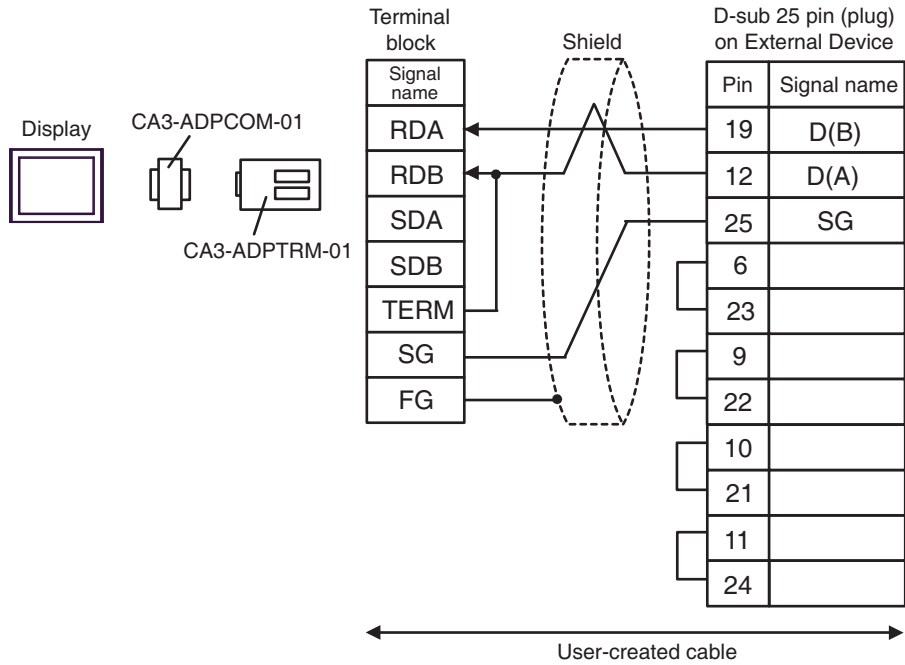 Terminal
block
Shield
D-sub 25 pin (plug)
on External Device
Display
CA3-ADPCOM-01
CA3-ADPTRM-01
Signal
name
RDA
RDB
SDA
SDB
TERM
SG
FG
Pin Signal name
19 D(B)
12 D(A)
25 SG
6
23
9
22
10
21
11
24
User-created cable